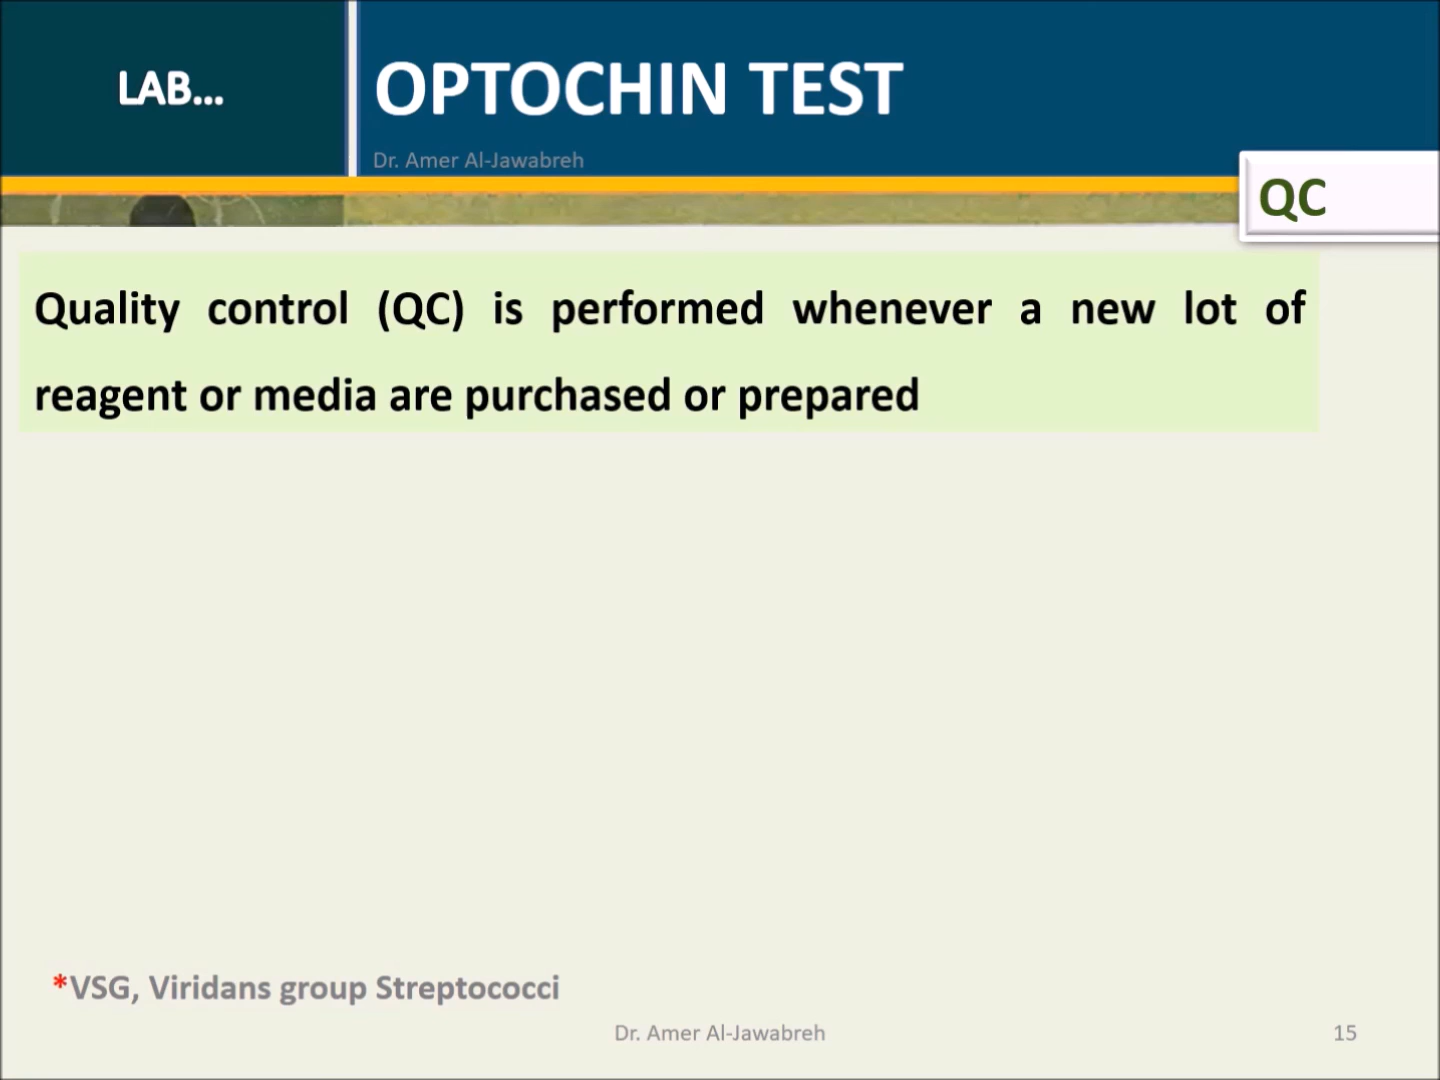 LAB...
OPTOCHIN TEST
Dr. Amer Al-Jawabreh
QC
Quality control (QC) is performed whenever a new lot of
reagent or media are purchased or prepared
*VSG, Viridans group Streptococci
Dr. Amer Al-Jawabreh
15